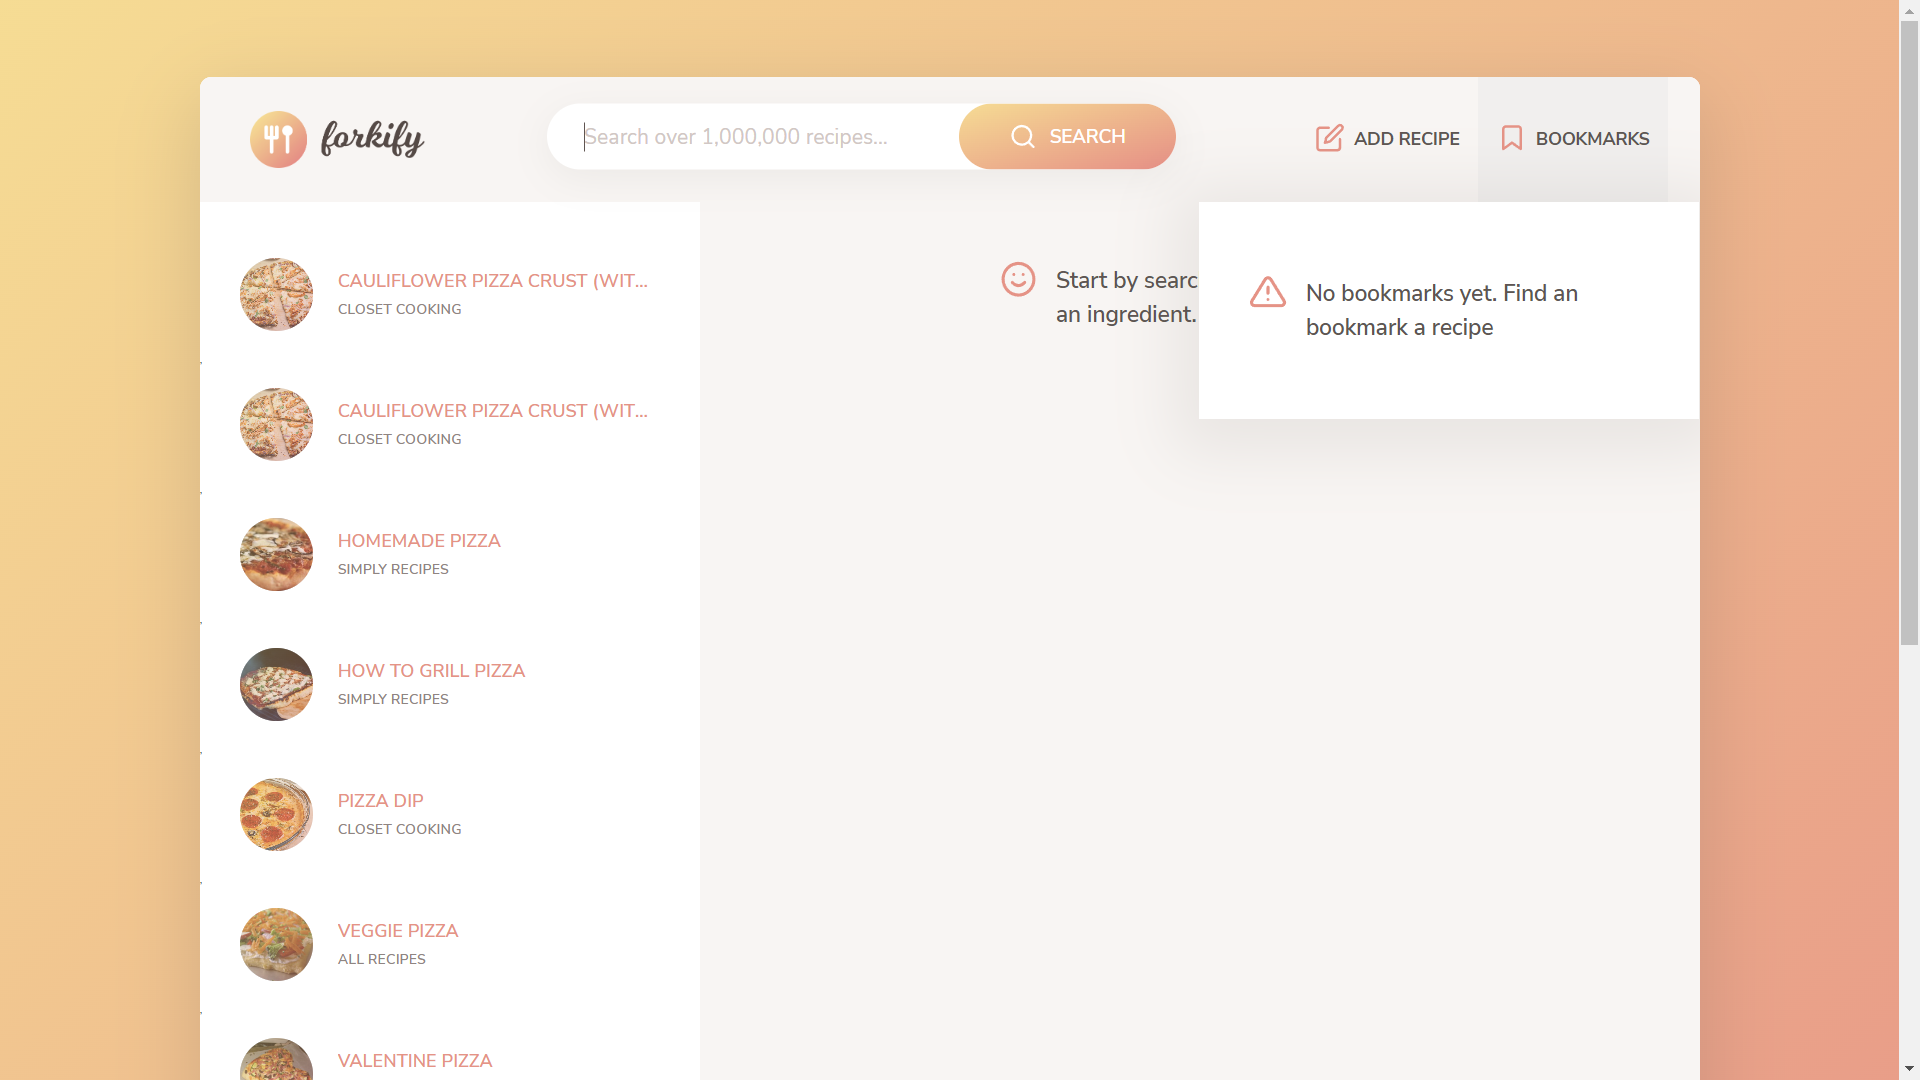 forkify
Search over 1,000,000 recipes...
SEARCH
ADD RECIPE
BOOKMARKS
CAULIFLOWER PIZZA CRUST (WIT...
CLOSET COOKING
CAULIFLOWER PIZZA CRUST (WIT...
CLOSET COOKING
HOMEMADE PIZZA
SIMPLY RECIPES
HOW TO GRILL PIZZA
SIMPLY RECIPES
PIZZA DIP
CLOSET COOKING
VEGGIE PIZZA
ALL RECIPES
VALENTINE PIZZA
Start by searc
an ingredient.
No bookmarks yet. Find an
bookmark a recipe